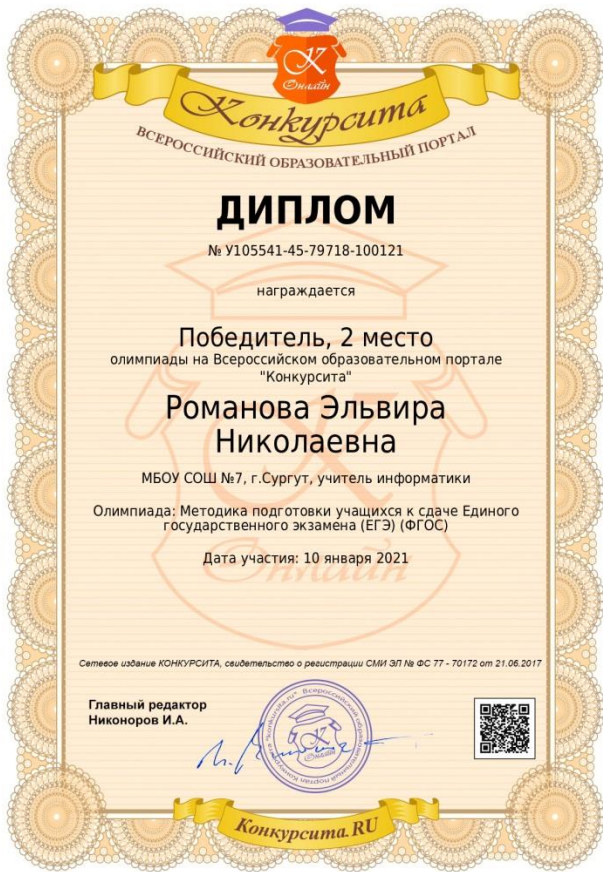 К
Онлайн
Конкурсита
ВСЕРОССИЙСКИЙ ОБРАЗОВАТЕЛЬНЫЙ ПОРТАЛ
ДИПЛОМ
№ У105541-45-79718-100121
награждается
Победитель, 2 место
олимпиады на Всероссийском образовательном портале
"Конкурсита"
Романова Эльвира
Николаевна
МБОУ СОШ №7, г.Сургут, учитель информатики
Олимпиада: Методика подготовки учащихся к сдаче Единого
государственного экзамена (ЕГЭ) (ФГОС)
Дата участия: 10 января 2021
Онлайн
Сетевое издание КОНКУРСИТА, свидетельство о регистрации СМИ ЭЛ № ФС 77 - 70172 от 21.06.2017
Главный редактор
Никоноров И.А.
Конкурсита.RU